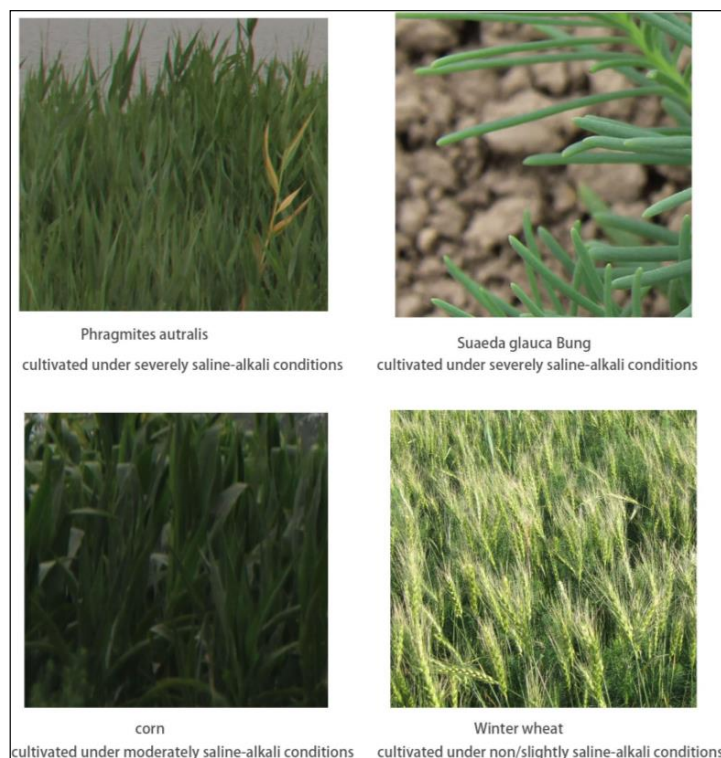 Phragmites autralis
cultivated under severely saline-alkali conditions
Suaeda glauca Bung
cultivated under severely saline-alkali conditions
corn
cultivated under moderately saline-alkali conditions
Winter wheat
cultivated under non/slightly saline-alkali conditions